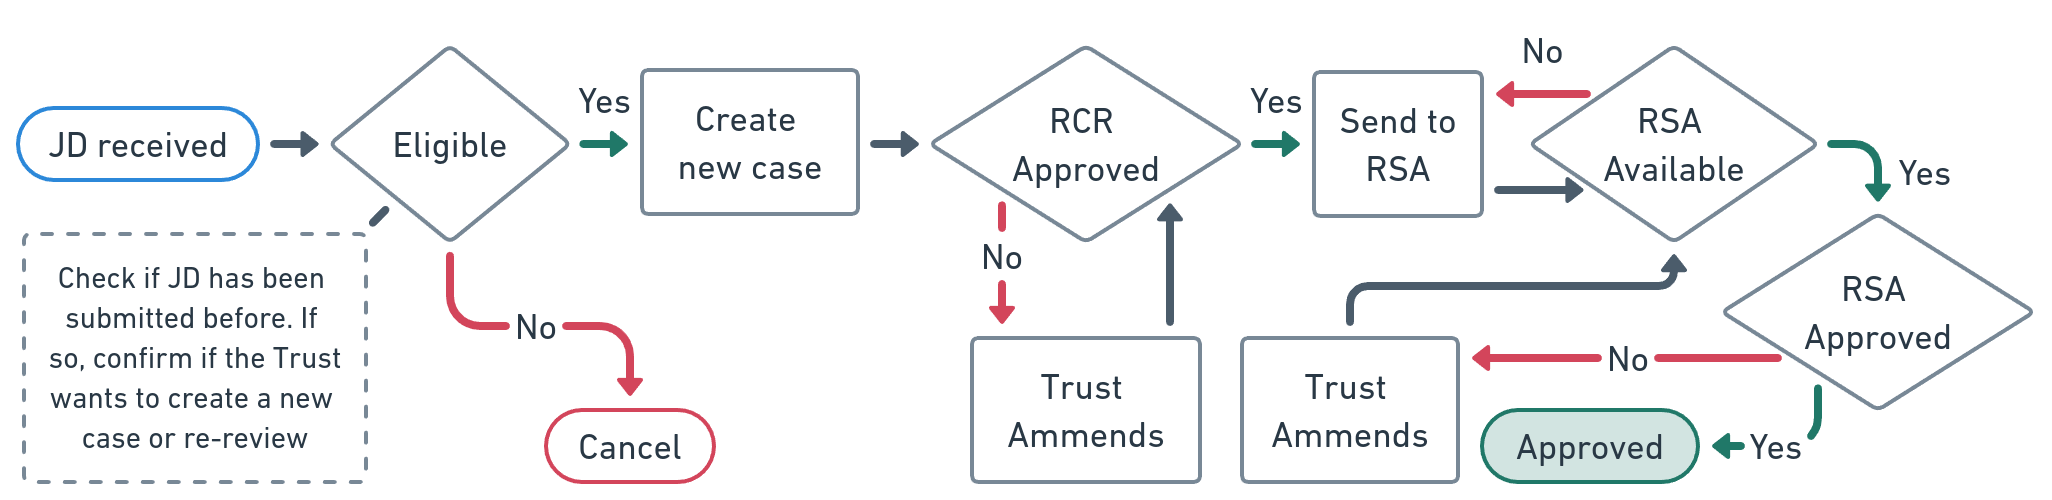 JD received
Eligible
Yes
Create
new case
RCR
Approved
Yes
Send to
RSA
No
RSA
Available
Yes
Check if JD has been
submitted before. If
so, confirm if the Trust
wants to create a new
case or re-review
No
Cancel
No
Trust
Ammends
Trust
Ammends
No
RSA
Approved
Yes
Approved